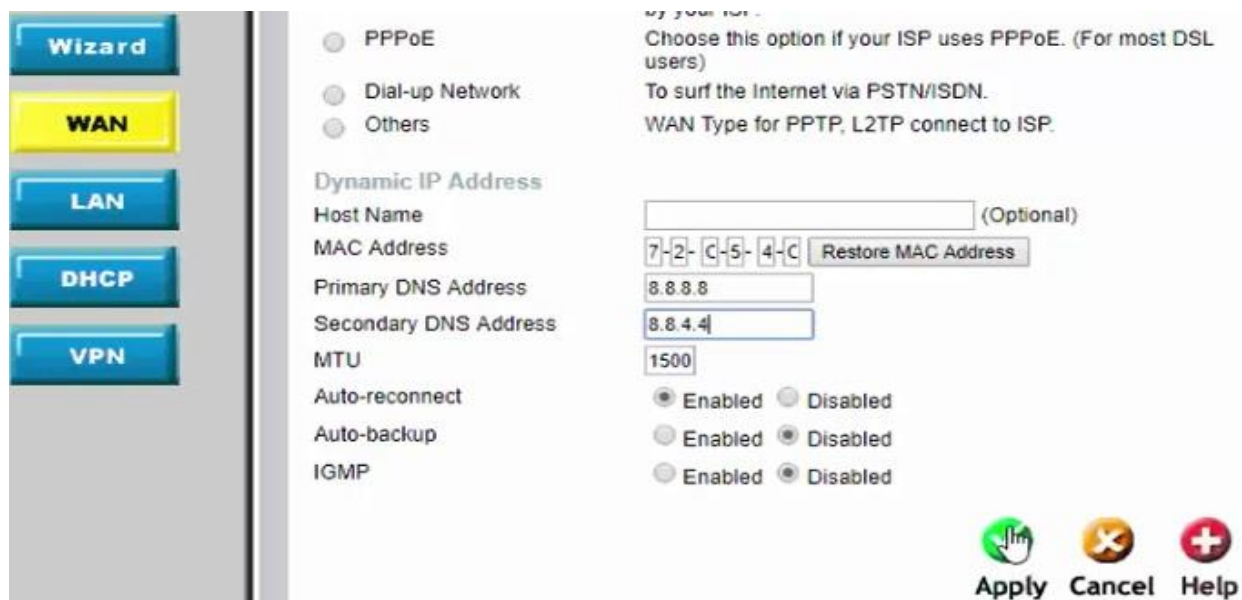 by your ISP.
Wizard
PPPoE
Choose this option if your ISP uses PPPoE. (For most DSL
users)
Dial-up Network
To surf the Internet via PSTN/ISDN.
WAN
Others
WAN Type for PPTP, L2TP connect to ISP.
Dynamic IP Address
LAN
Host Name
(Optional)
MAC Address
7-2- C-5- 4-C Restore MAC Address
DHCP
Primary DNS Address
8.8.8.8
Secondary DNS Address
8.8.4.4
VPN
MTU
1500
Auto-reconnect
Enabled Disabled
Auto-backup
Enabled Disabled
IGMP
Enabled Disabled
Apply Cancel Help